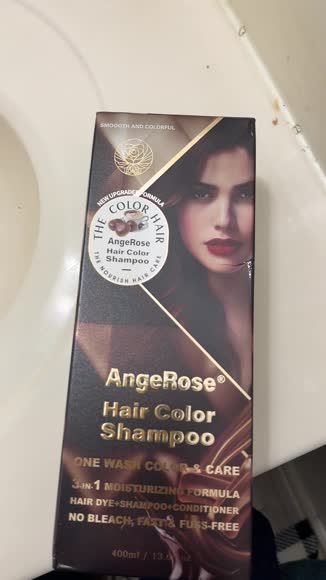 SMOOTH AND COLORFUL
NEW UPGRADED FORMULA
THE COLOR HAIR
AngeRose
Hair Color
Shampoo
THE NOURISH HAIR CARE
AngeRose®
Hair Color
Shampoo
ONE WASH COLOR & CARE
3-IN-1 MOISTURIZING FORMULA
HAIR DYE+SHAMPOO+CONDITIONER
NO BLEACH, FAST & FUSS-FREE
400ml / 13.